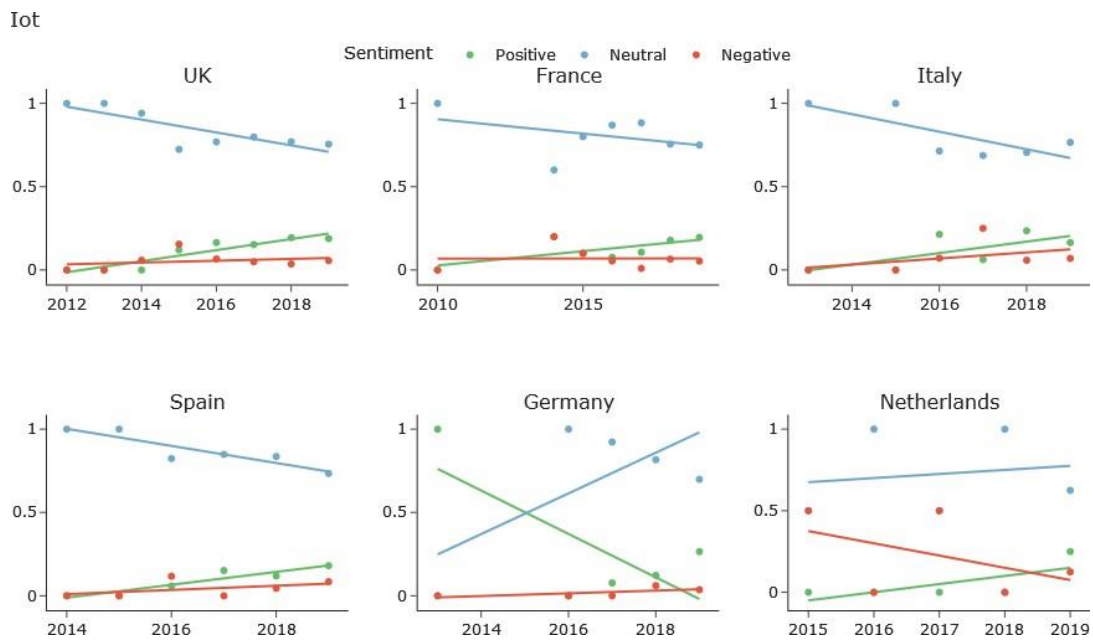 Iot
Sentiment Positive Neutral Negative
UK France Italy
1 1 1
0.5 0.5 0.5
0 0 0
2012 2014 2016 2018 2010 2015 2014 2016 2018
Spain Germany Netherlands
1 1 1
0.5 0.5 0.5
0 0 0
2014 2016 2018 2014 2016 2018 2015 2016 2017 2018 2019